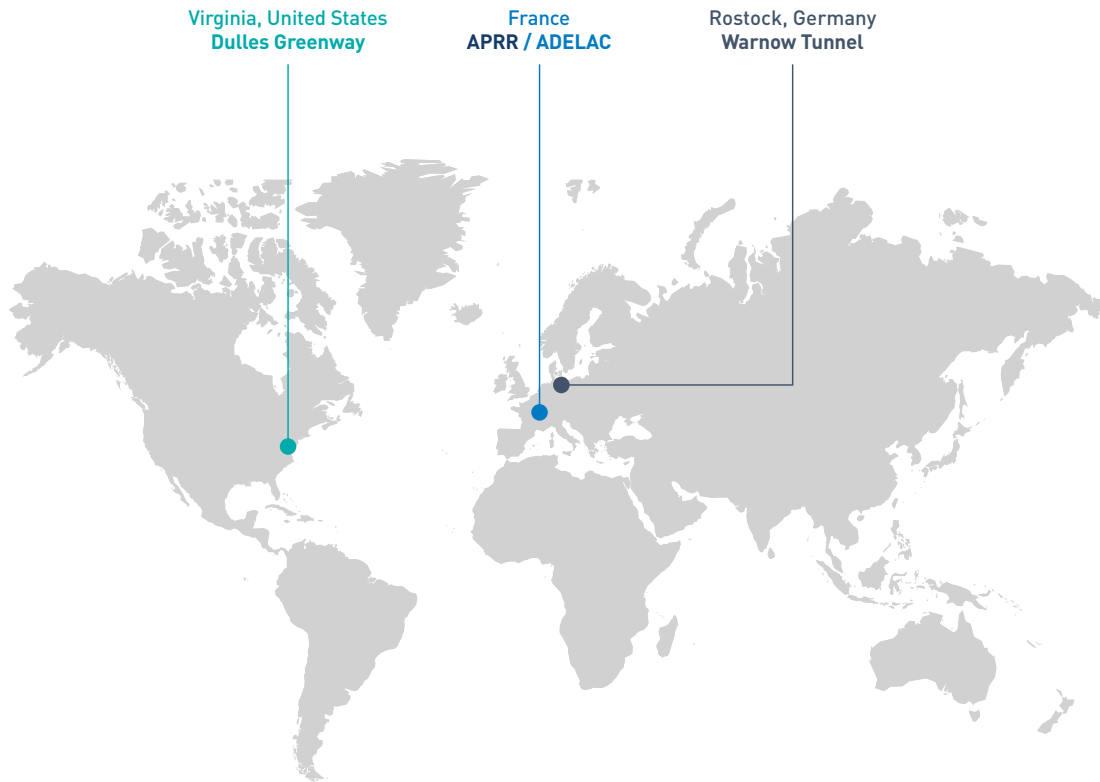 Virginia, United States
Dulles Greenway
France
APRR / ADELAC
Rostock, Germany
Warnow Tunnel